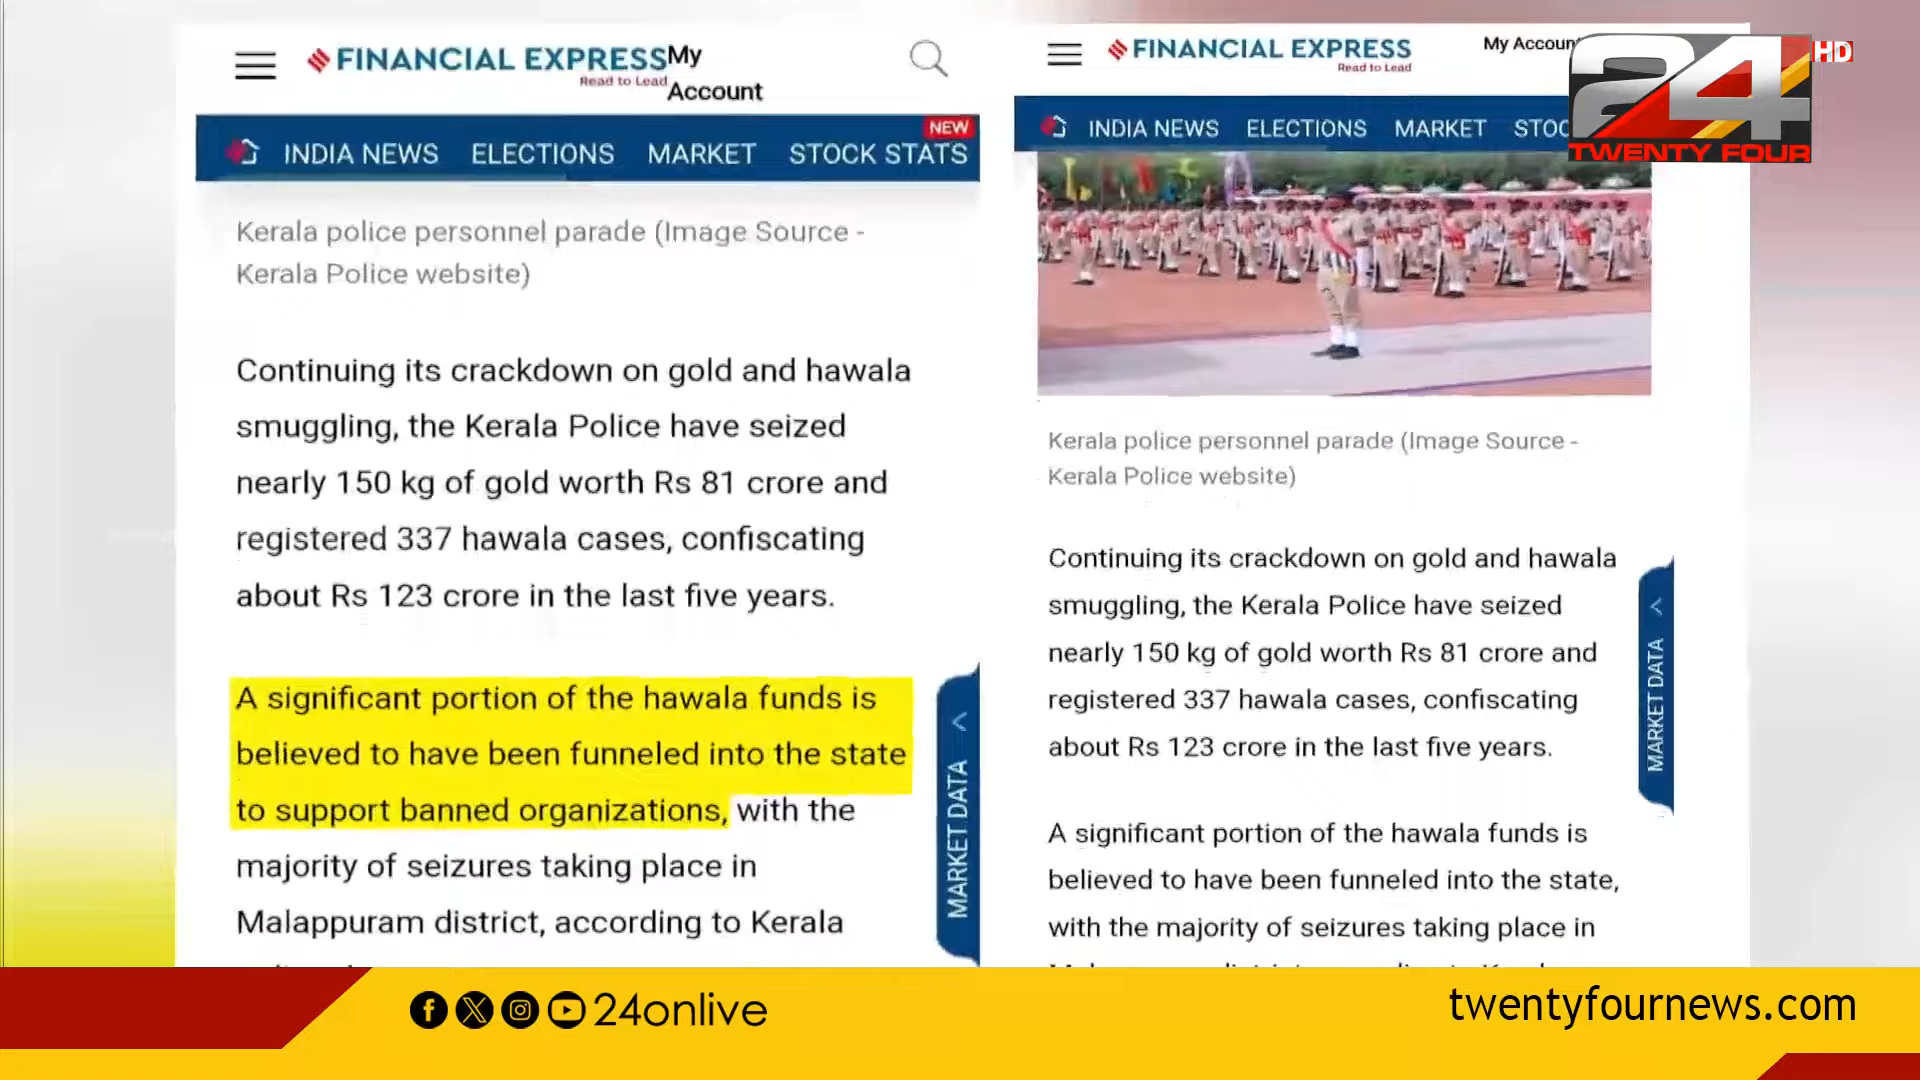 FINANCIAL EXPRESS
Read to Lead
My
Account
NEW
INDIA NEWS ELECTIONS MARKET STOCK STATS
Kerala police personnel parade (Image Source -
Kerala Police website)
Continuing its crackdown on gold and hawala
smuggling, the Kerala Police have seized
nearly 150 kg of gold worth Rs 81 crore and
registered 337 hawala cases, confiscating
about Rs 123 crore in the last five years.
A significant portion of the hawala funds is
believed to have been funneled into the state
to support banned organizations, with the
majority of seizures taking place in
Malappuram district, according to Kerala
MARKET DATA
FINANCIAL EXPRESS
Read to Lead
My Account
INDIA NEWS ELECTIONS MARKET
Kerala police personnel parade (Image Source -
Kerala Police website)
Continuing its crackdown on gold and hawala
smuggling, the Kerala Police have seized
nearly 150 kg of gold worth Rs 81 crore and
registered 337 hawala cases, confiscating
about Rs 123 crore in the last five years.
A significant portion of the hawala funds is
believed to have been funneled into the state,
with the majority of seizures taking place in
MARKET DATA
24
HD
TWENTY FOUR
24onlive
twentyfournews.com